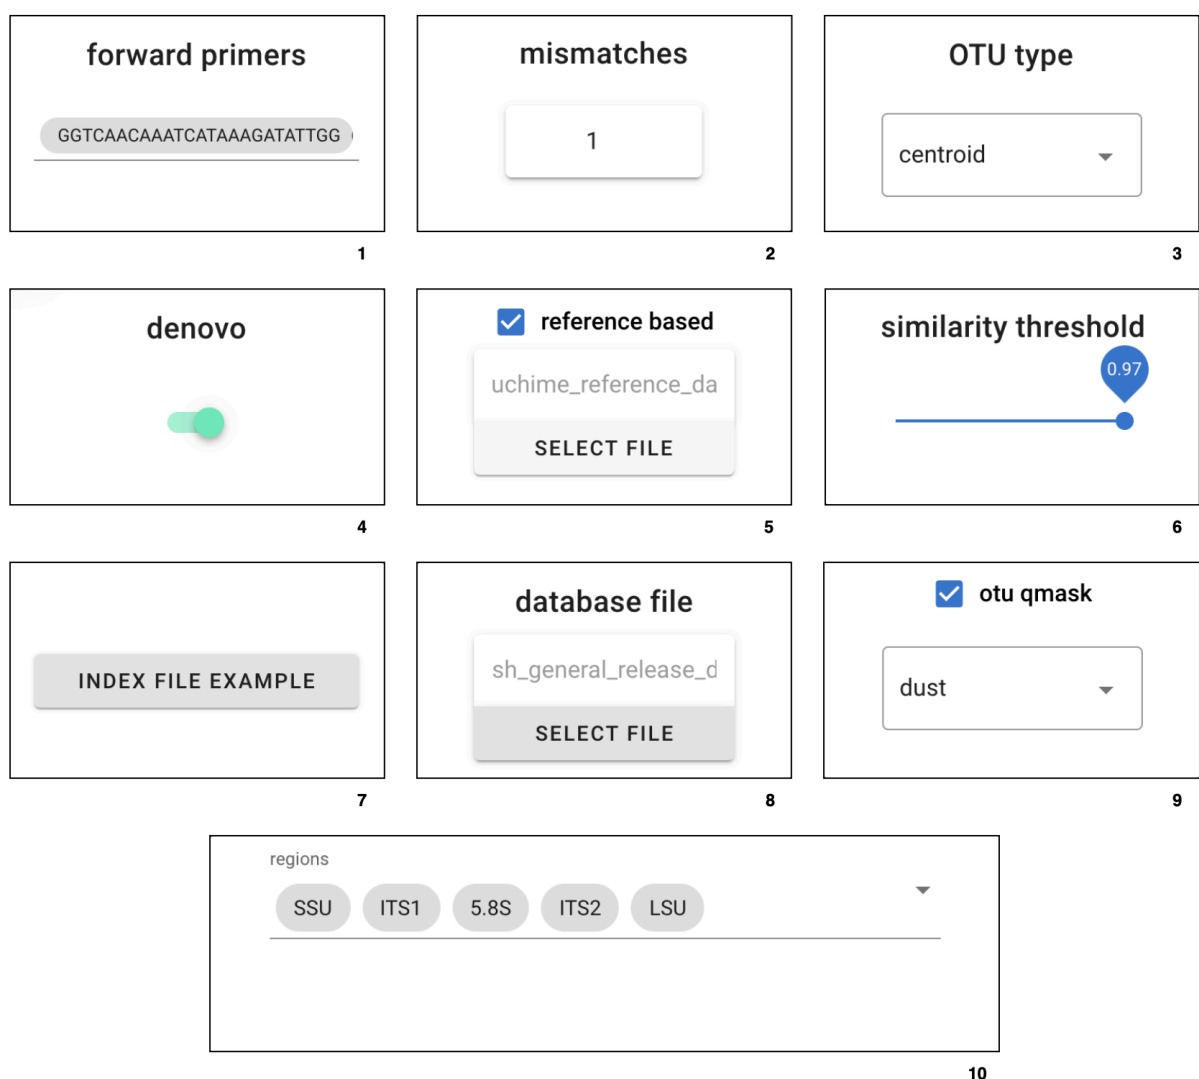 forward primers
GGTCAACAAATCATAAAGATATTGG
1
mismatches
1
2
OTU type
centroid
3
denovo
4
reference based
uchime_reference_da
SELECT FILE
5
similarity threshold
0.97
6
INDEX FILE EXAMPLE
7
database file
sh_general_release_d
SELECT FILE
8
otu qmask
dust
9
regions
SSU ITS1 5.8S ITS2 LSU
10